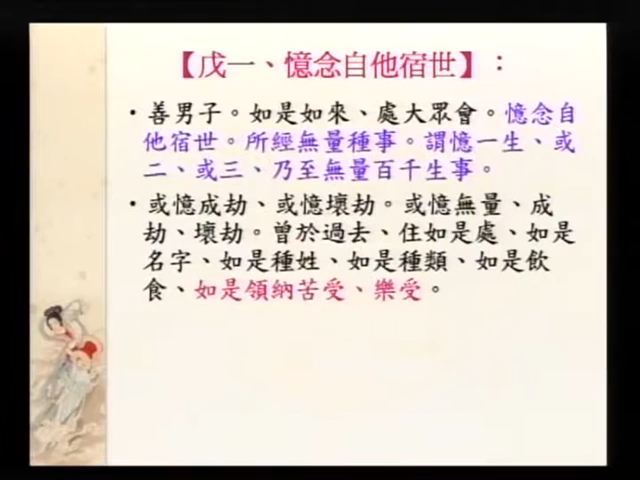 【戊一、憶念自他宿世】：
・善男子。如是如來、處大眾會。憶念自
他宿世。所經無量種事。謂憶一生、或
二、或三、乃至無量百千生事。
・或憶成劫、或憶壞劫。或憶無量、成
劫、壞劫。曾於過去、住如是處、如是
名字、如是種姓、如是種類、如是飲
食、如是領納苦受、樂受。